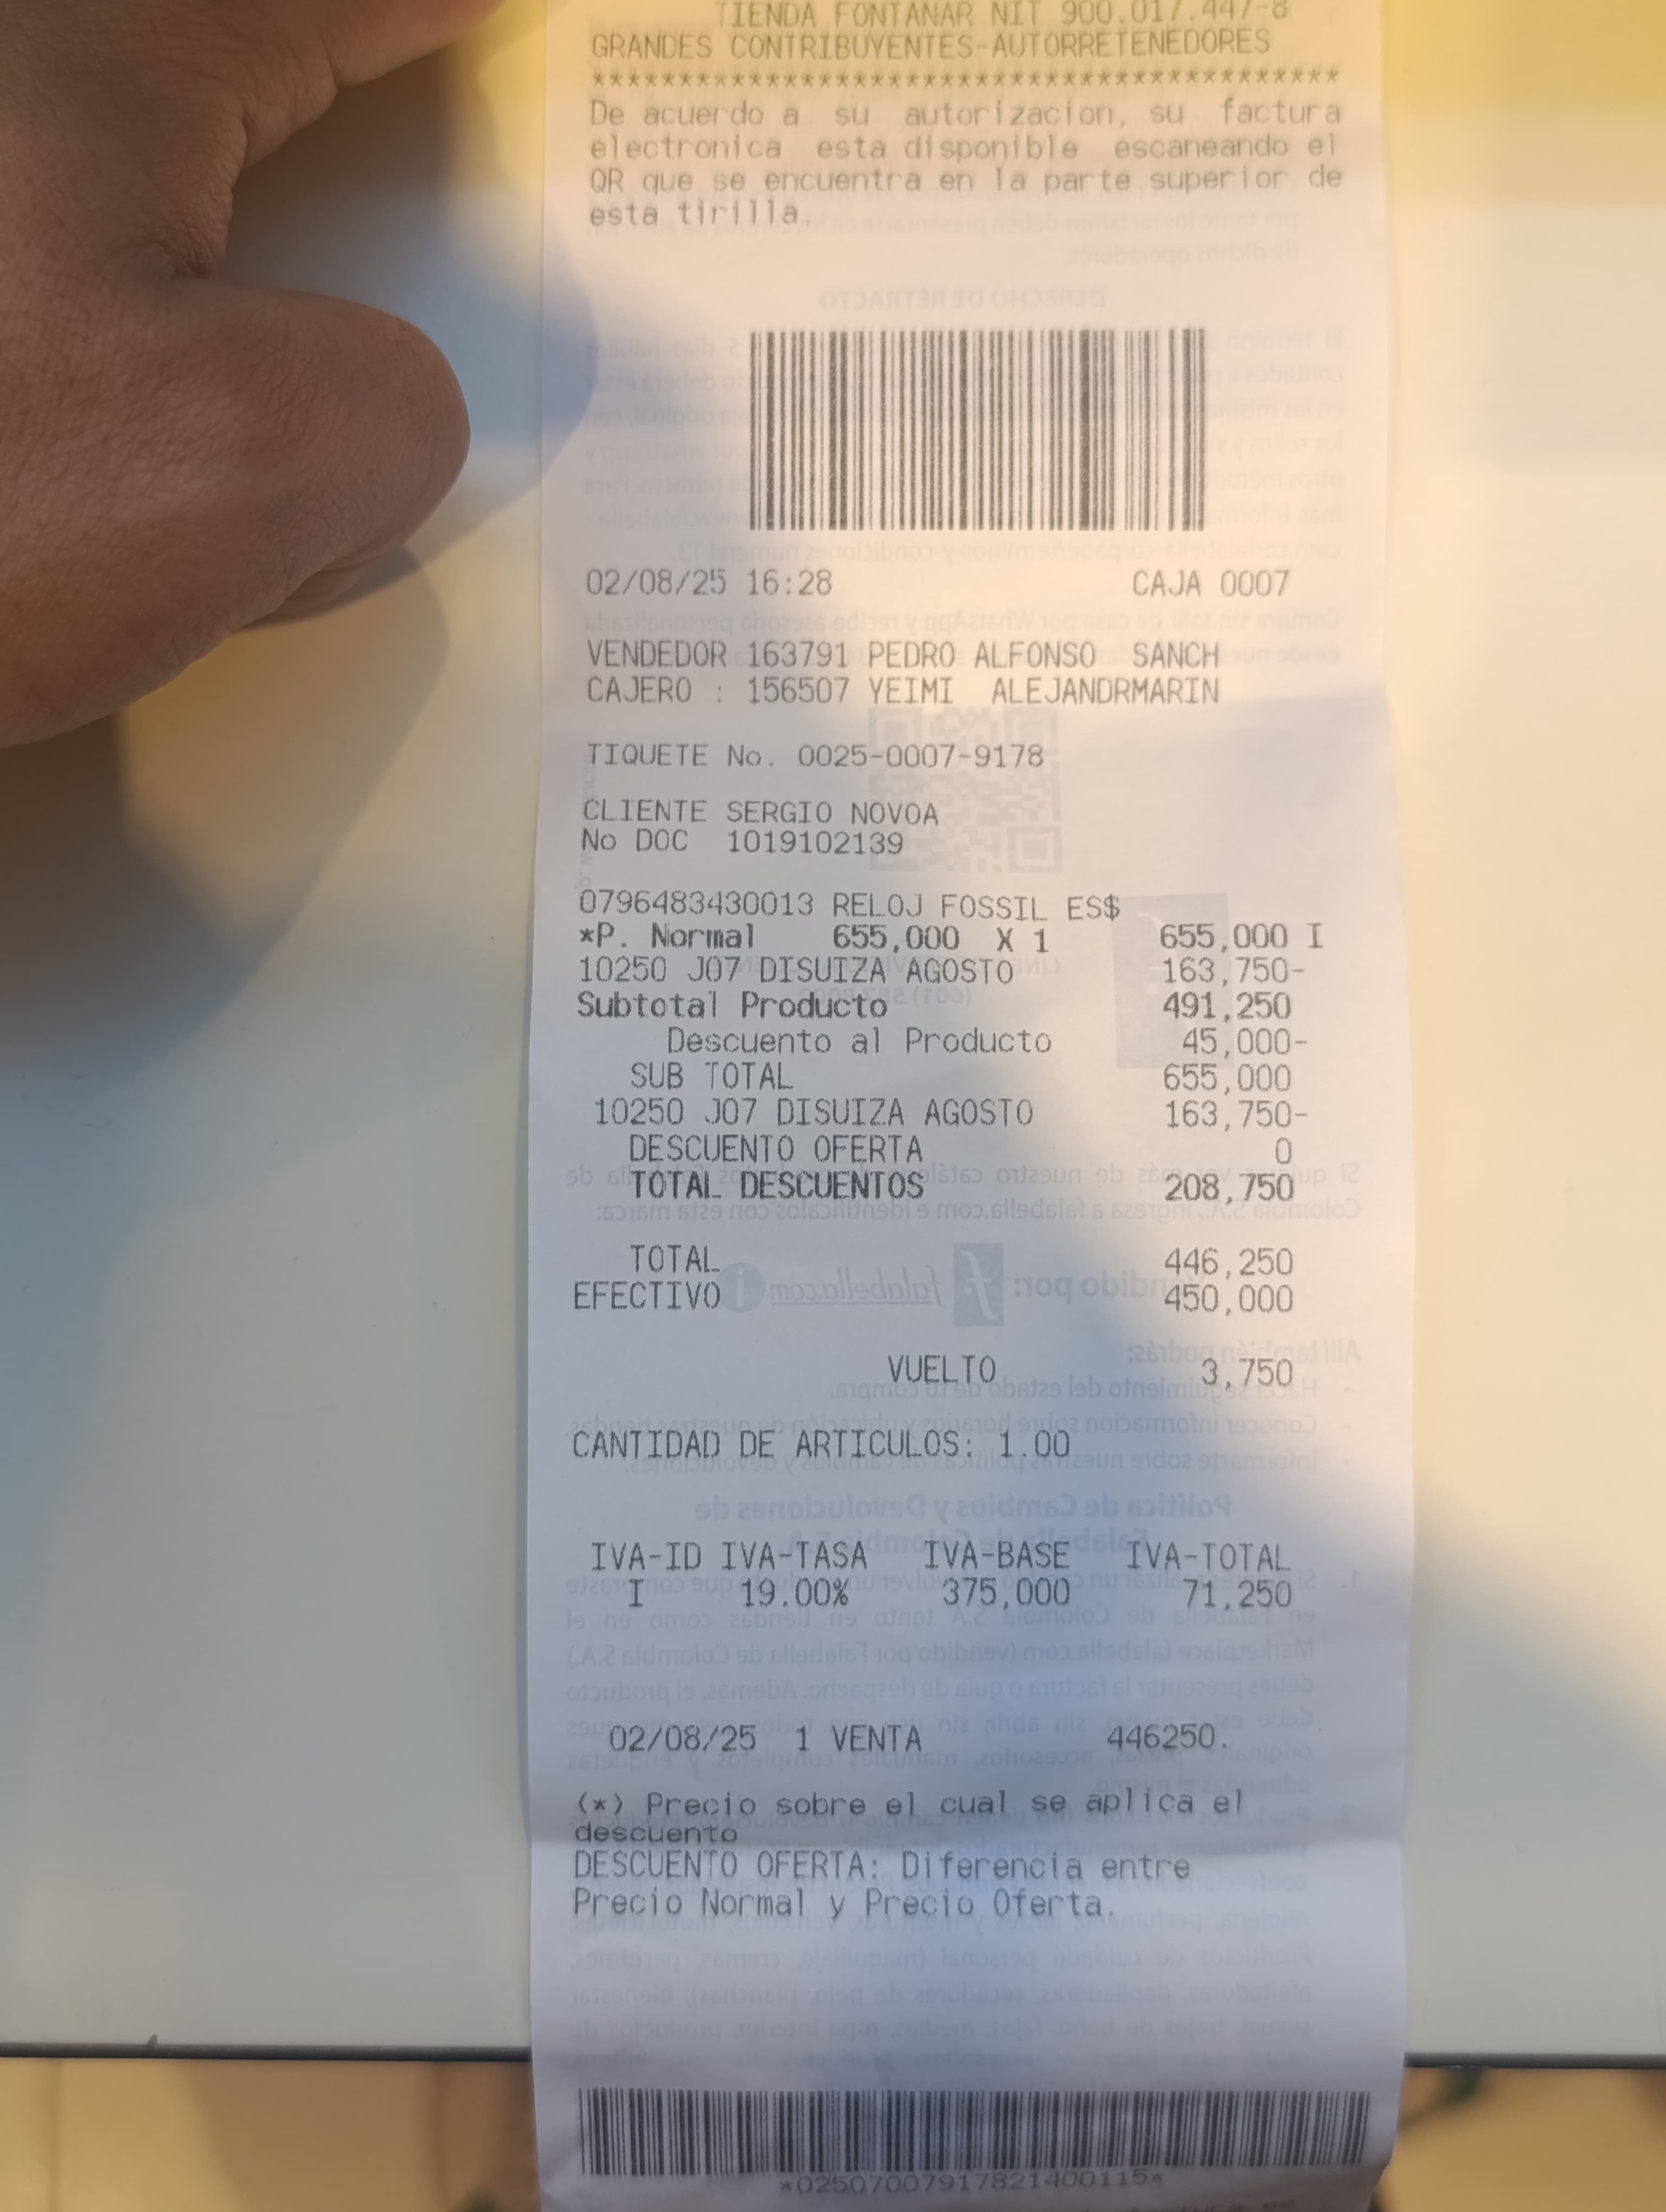 TIENDA FONTANAR NIT 900.017.447-8
GRANDES CONTRIBUYENTES-AUTORRETENEDORES
******************************************
De acuerdo a su autorizacion, su factura
electronica esta disponible escaneando el
QR que se encuentra en la parte superior de
esta tirilla.
02/08/25 16:28 CAJA 0007
VENDEDOR 163791 PEDRO ALFONSO SANCH
CAJERO : 156507 YEIMI ALEJANDRMARIN
TIQUETE No. 0025-0007-9178
CLIENTE SERGIO NOVOA
No DOC 1019102139
0796483430013 RELOJ FOSSIL ES$
*P. Normal 655,000 X 1 655,000 I
10250 J07 DISUIZA AGOSTO 163,750-
Subtotal Producto 491,250
Descuento al Producto 45,000-
SUB TOTAL 655,000
10250 J07 DISUIZA AGOSTO 163,750-
DESCUENTO OFERTA 0
TOTAL DESCUENTOS 208,750
TOTAL 446,250
EFECTIVO 450,000
VUELTO 3,750
CANTIDAD DE ARTICULOS: 1.00
IVA-ID IVA-TASA IVA-BASE IVA-TOTAL
I 19.00% 375,000 71,250
02/08/25 1 VENTA 446250.
(*) Precio sobre el cual se aplica el
descuento
DESCUENTO OFERTA: Diferencia entre
Precio Normal y Precio Oferta.
*02507007917821400115*